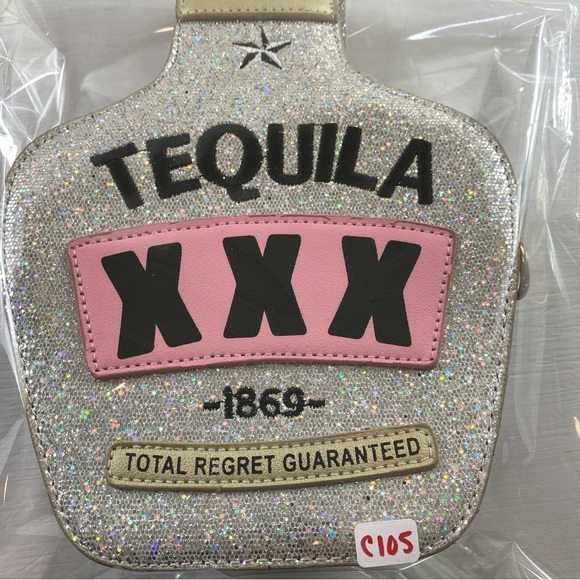 TEQUILA
XXX
-1869-
TOTAL REGRET GUARANTEED
C105